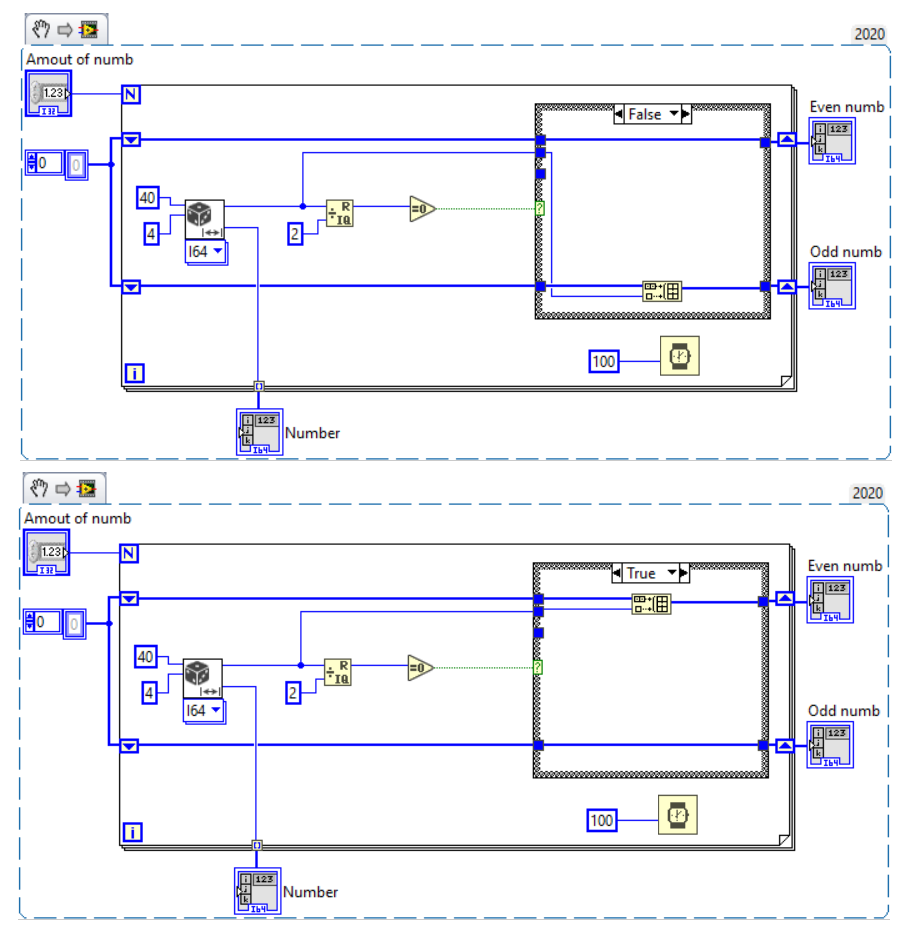 2020
Amout of numb
1.23
I32
N
False
Even numb
123
I64
0
0
40
R
IQ
=0
4
2
?
I64
Odd numb
123
I64
100
i
123
I64
Number
2020
Amout of numb
1.23
I32
N
True
Even numb
123
I64
0
0
40
R
IQ
=0
4
2
?
I64
Odd numb
123
I64
100
i
123
I64
Number